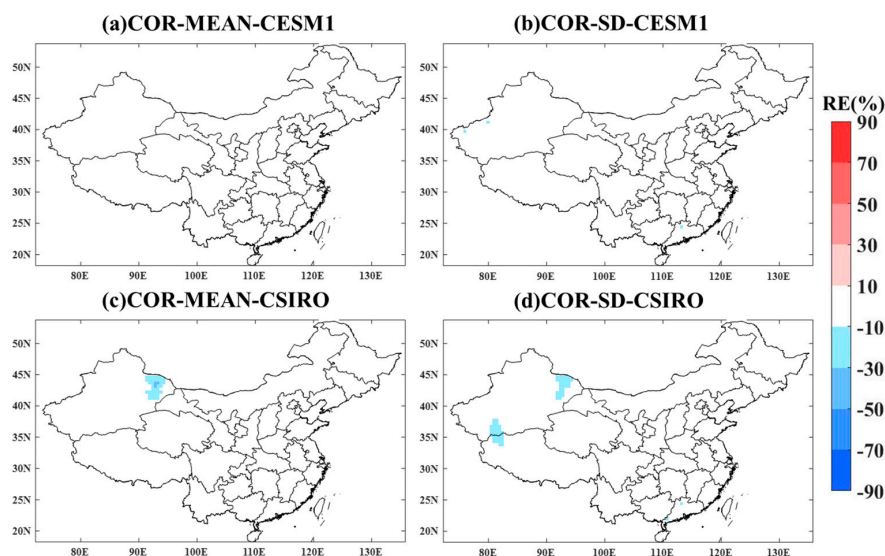 (a)COR-MEAN-CESM1
(b)COR-SD-CESM1
50N
45N
40N
35N
30N
25N
20N
80E 90E 100E 110E 120E 130E
50N
45N
40N
35N
30N
25N
20N
80E 90E 100E 110E 120E 130E
(c)COR-MEAN-CSIRO
(d)COR-SD-CSIRO
50N
45N
40N
35N
30N
25N
20N
80E 90E 100E 110E 120E 130E
50N
45N
40N
35N
30N
25N
20N
80E 90E 100E 110E 120E 130E
RE(%)
90
70
50
30
10
-10
-30
-50
-70
-90